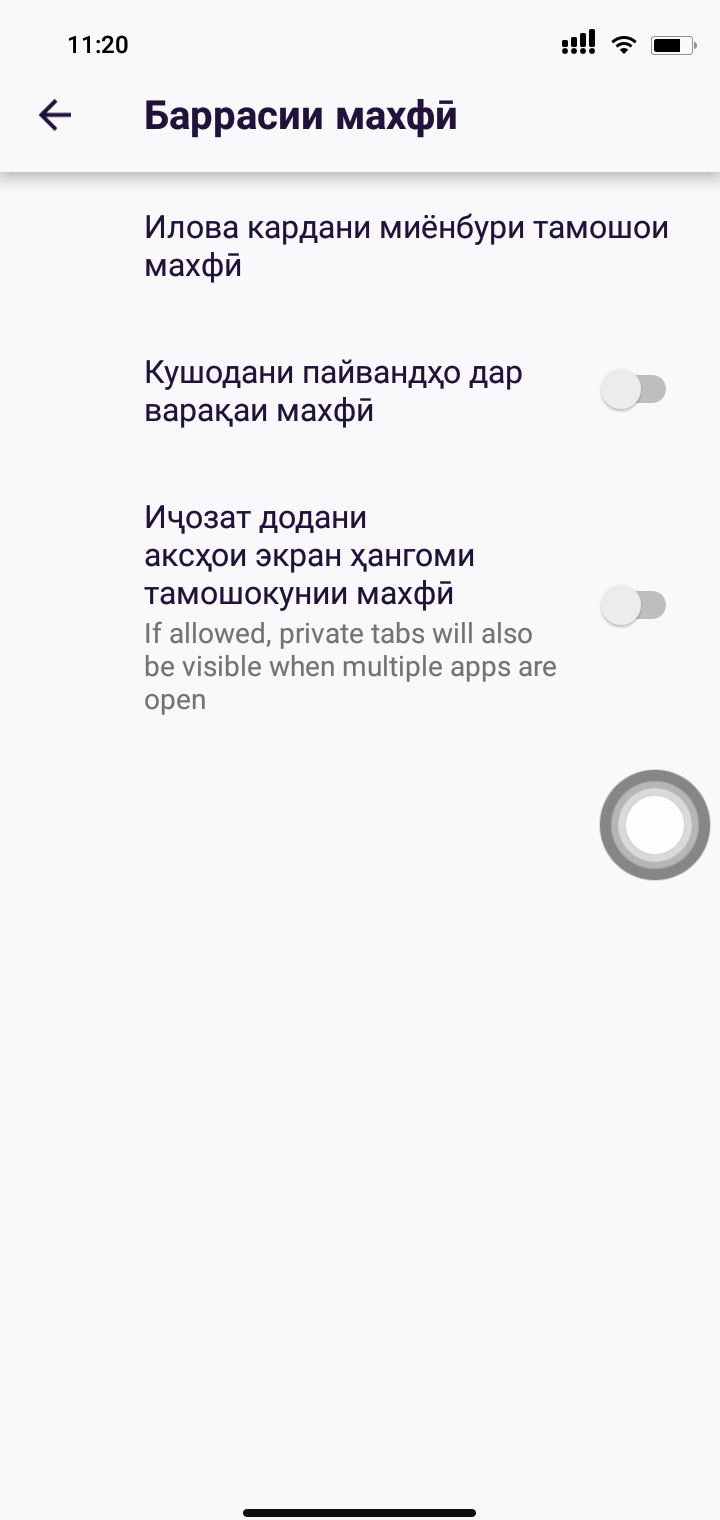 11:20
Баррасии махфӣ
Илова кардани миёнбури тамошои
махфӣ
Кушодани пайвандҳо дар
варақаи махфӣ
Иҷозат додани
аксҳои экран ҳангоми
тамошокунии махфӣ
If allowed, private tabs will also
be visible when multiple apps are
open